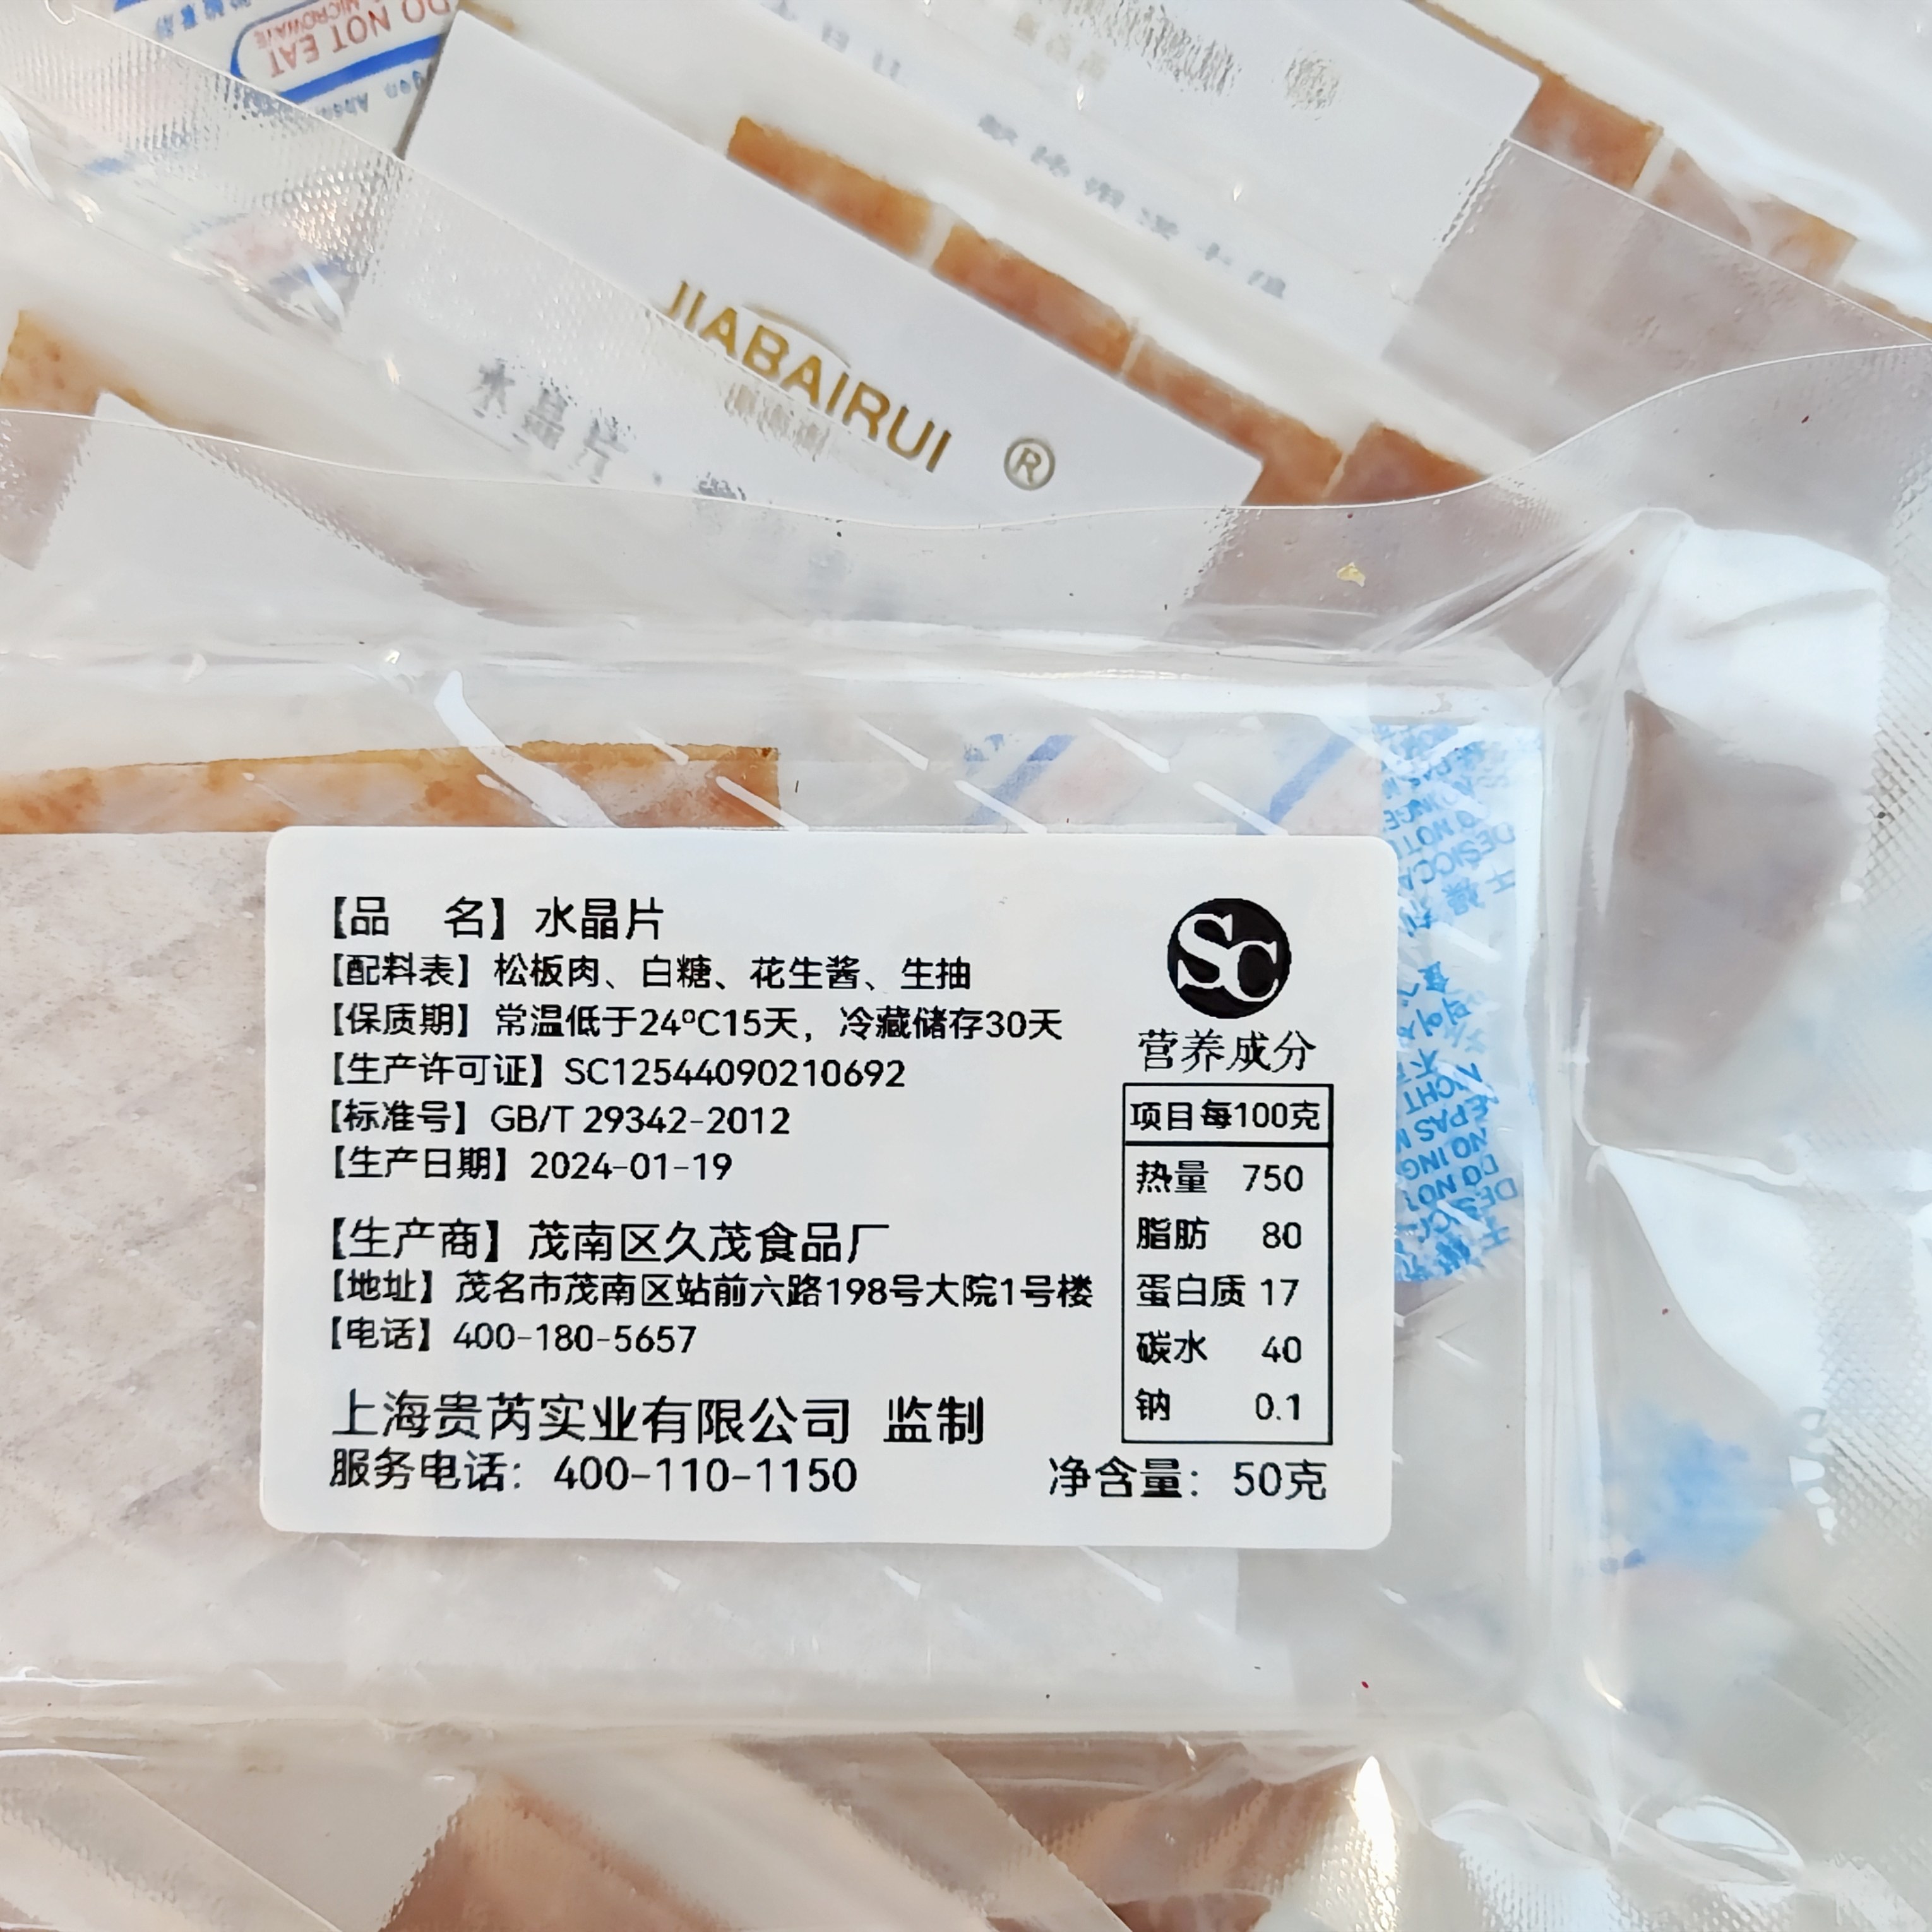 DO NOT EAT
MICROWAVE
JIABAIRUI ®
水晶片
【品 名】水晶片
【配料表】松板肉、白糖、花生酱、生抽
【保质期】常温低于24°C15天，冷藏储存30天
【生产许可证】SC12544090210692
【标准号】GB/T 29342-2012
【生产日期】2024-01-19
【生产商】茂南区久茂食品厂
【地址】茂名市茂南区站前六路198号大院1号楼
【电话】400-180-5657
上海贵芮实业有限公司 监制
服务电话：400-110-1150
SC
营养成分
项目每100克
热量 750
脂肪 80
蛋白质 17
碳水 40
钠 0.1
净含量：50克